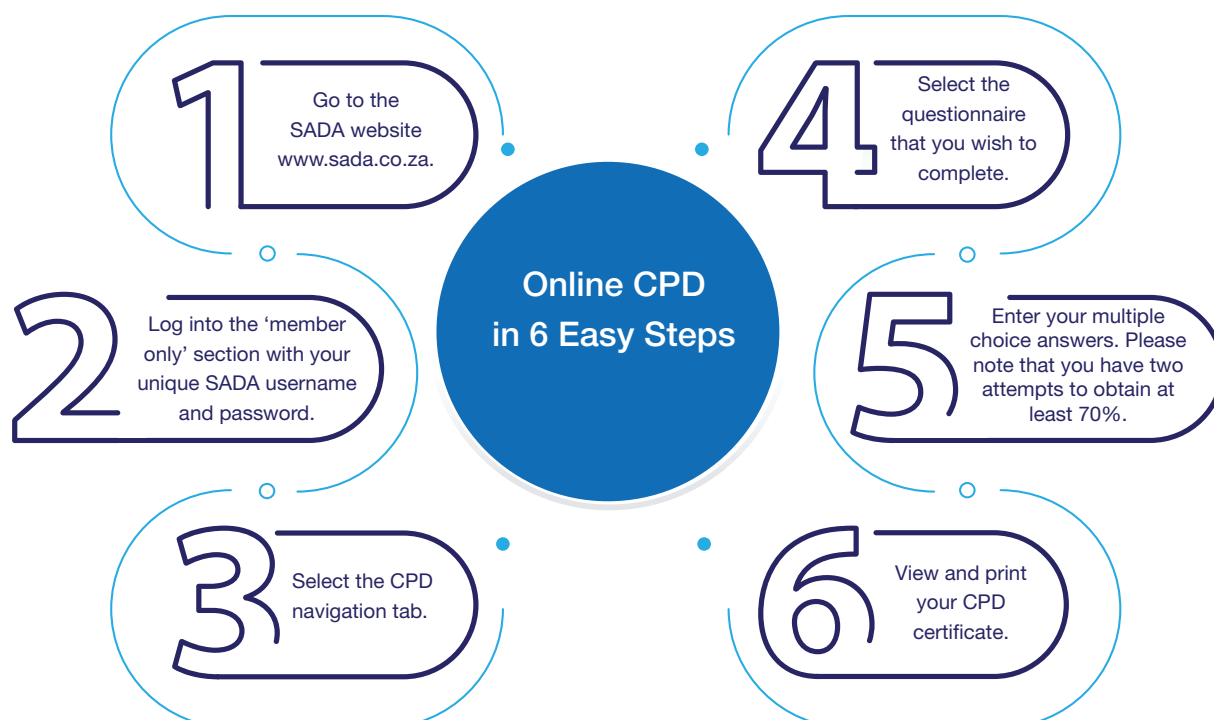 Online CPD
in 6 Easy Steps
1
Go to the
SADA website
www.sada.co.za.
2
Log into the ‘member
only’ section with your
unique SADA username
and password.
3
Select the CPD
navigation tab.
4
Select the
questionnaire
that you wish to
complete.
5
Enter your multiple
choice answers. Please
note that you have two
attempts to obtain at
least 70%.
6
View and print
your CPD
certificate.